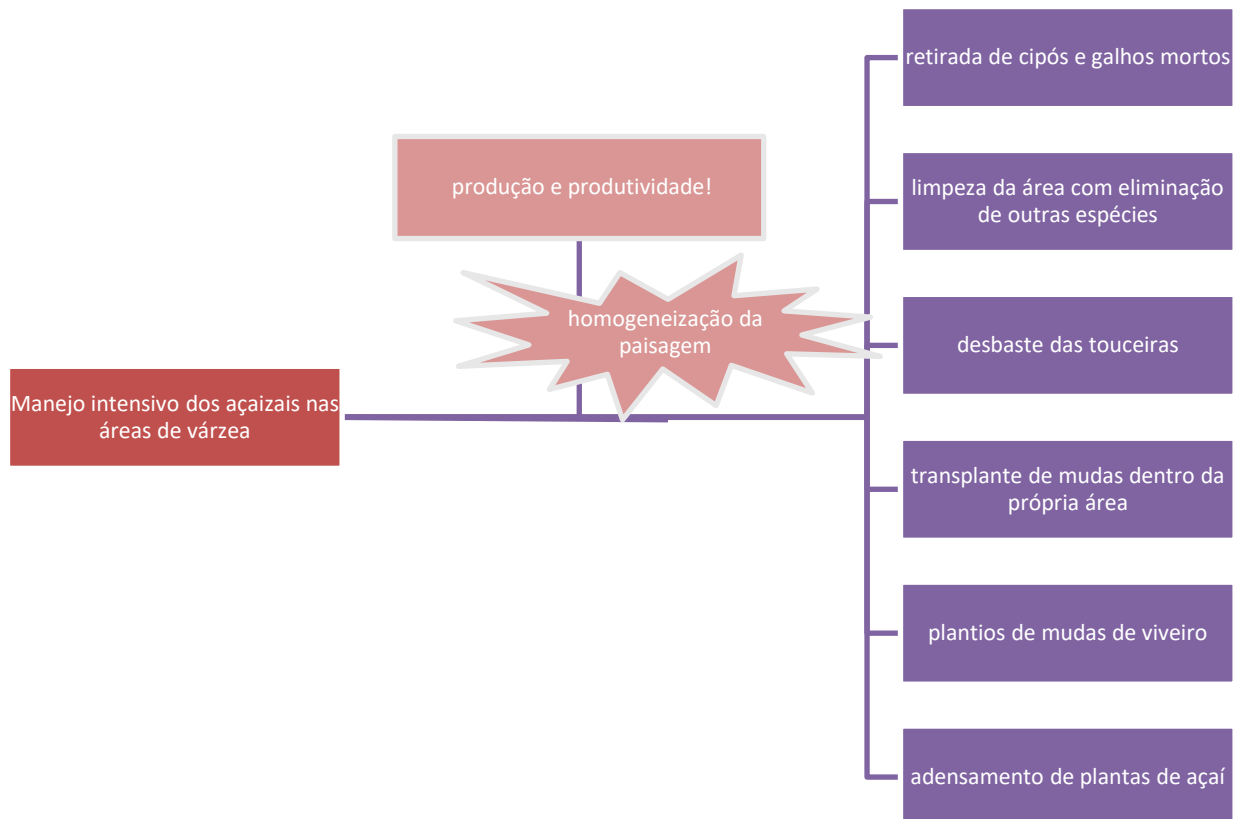 Manejo intensivo dos açaizais nas
áreas de várzea
produção e produtividade!
homogeneização da
paisagem
retirada de cipós e galhos mortos
limpeza da área com eliminação
de outras espécies
desbaste das touceiras
transplante de mudas dentro da
própria área
plantios de mudas de viveiro
adensamento de plantas de açaí